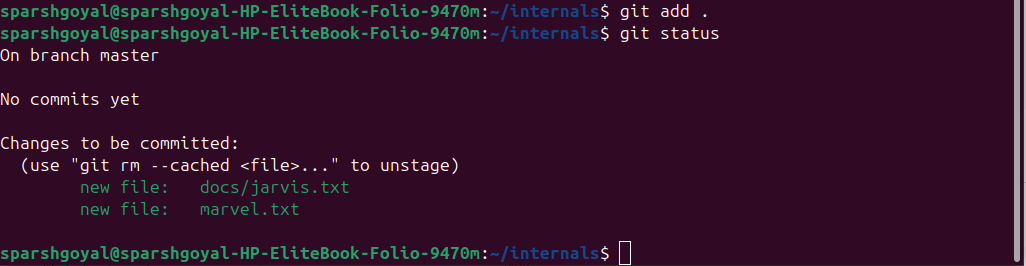 sparshgoyal@sparshgoyal-HP-EliteBook-Folio-9470m:~/internals$ git add .
sparshgoyal@sparshgoyal-HP-EliteBook-Folio-9470m:~/internals$ git status
On branch master

No commits yet

Changes to be committed:
  (use "git rm --cached <file>..." to unstage)
        new file:   docs/jarvis.txt
        new file:   marvel.txt

sparshgoyal@sparshgoyal-HP-EliteBook-Folio-9470m:~/internals$